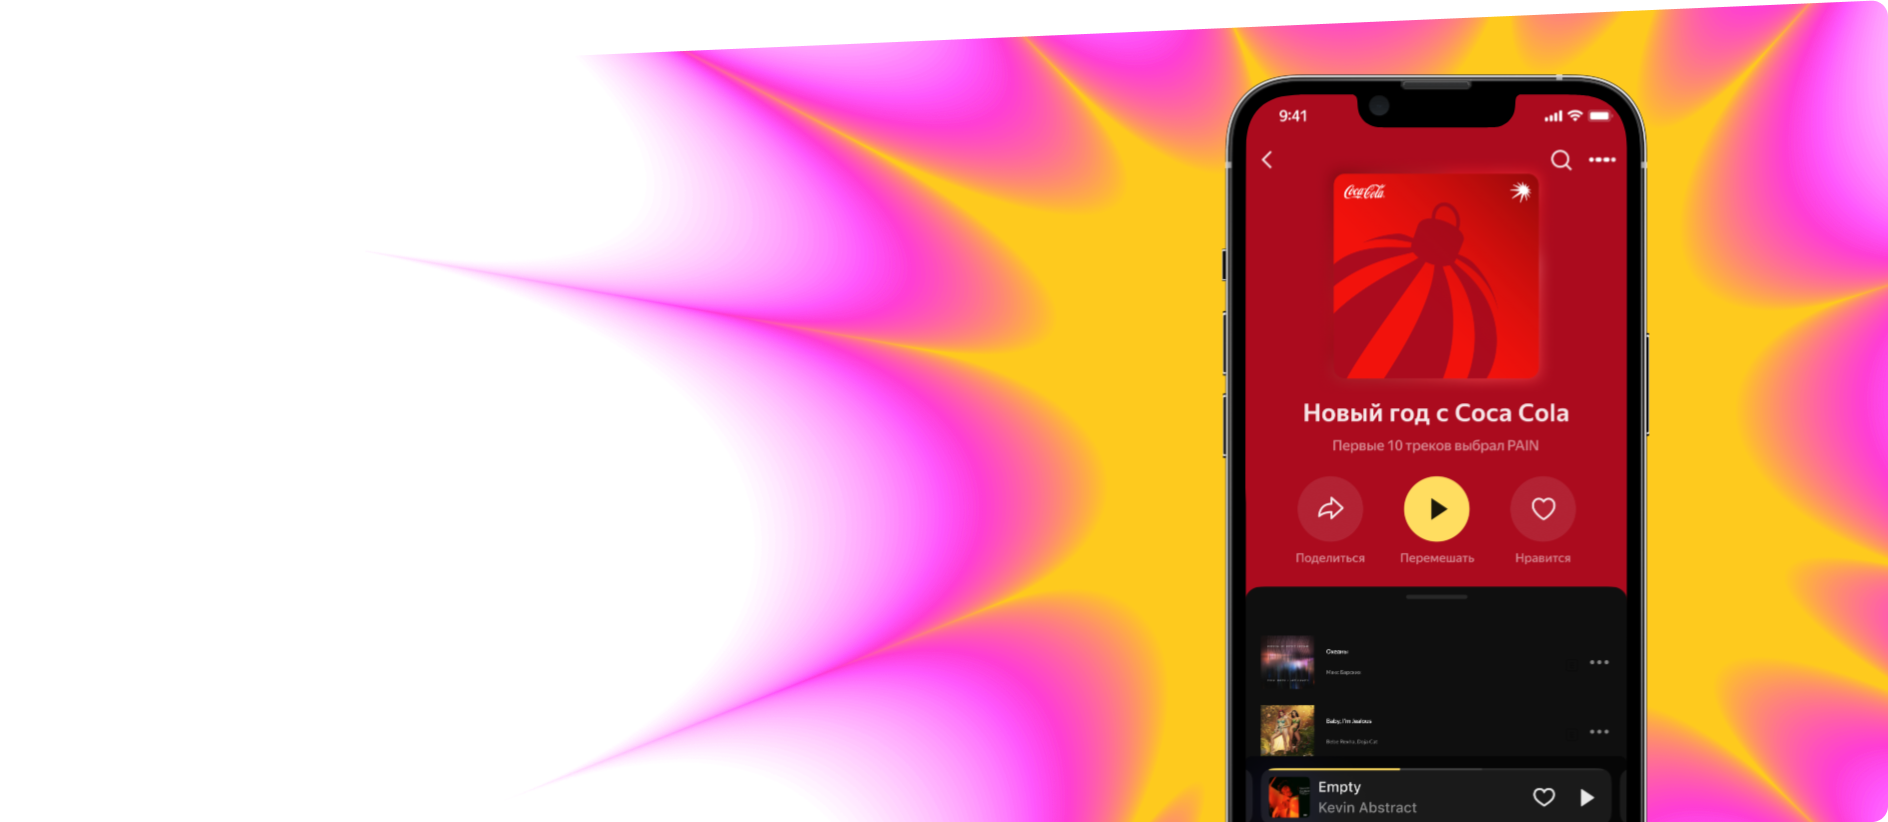 9:41
Coca-Cola
Новый год с Coca Cola
Первые 10 треков выбрал PAIN
Поделиться
Перемешать
Нравится
Океаны
Макс Барских
Baby, I'm Jealous
Bebe Rexha, Doja Cat
Empty
Kevin Abstract